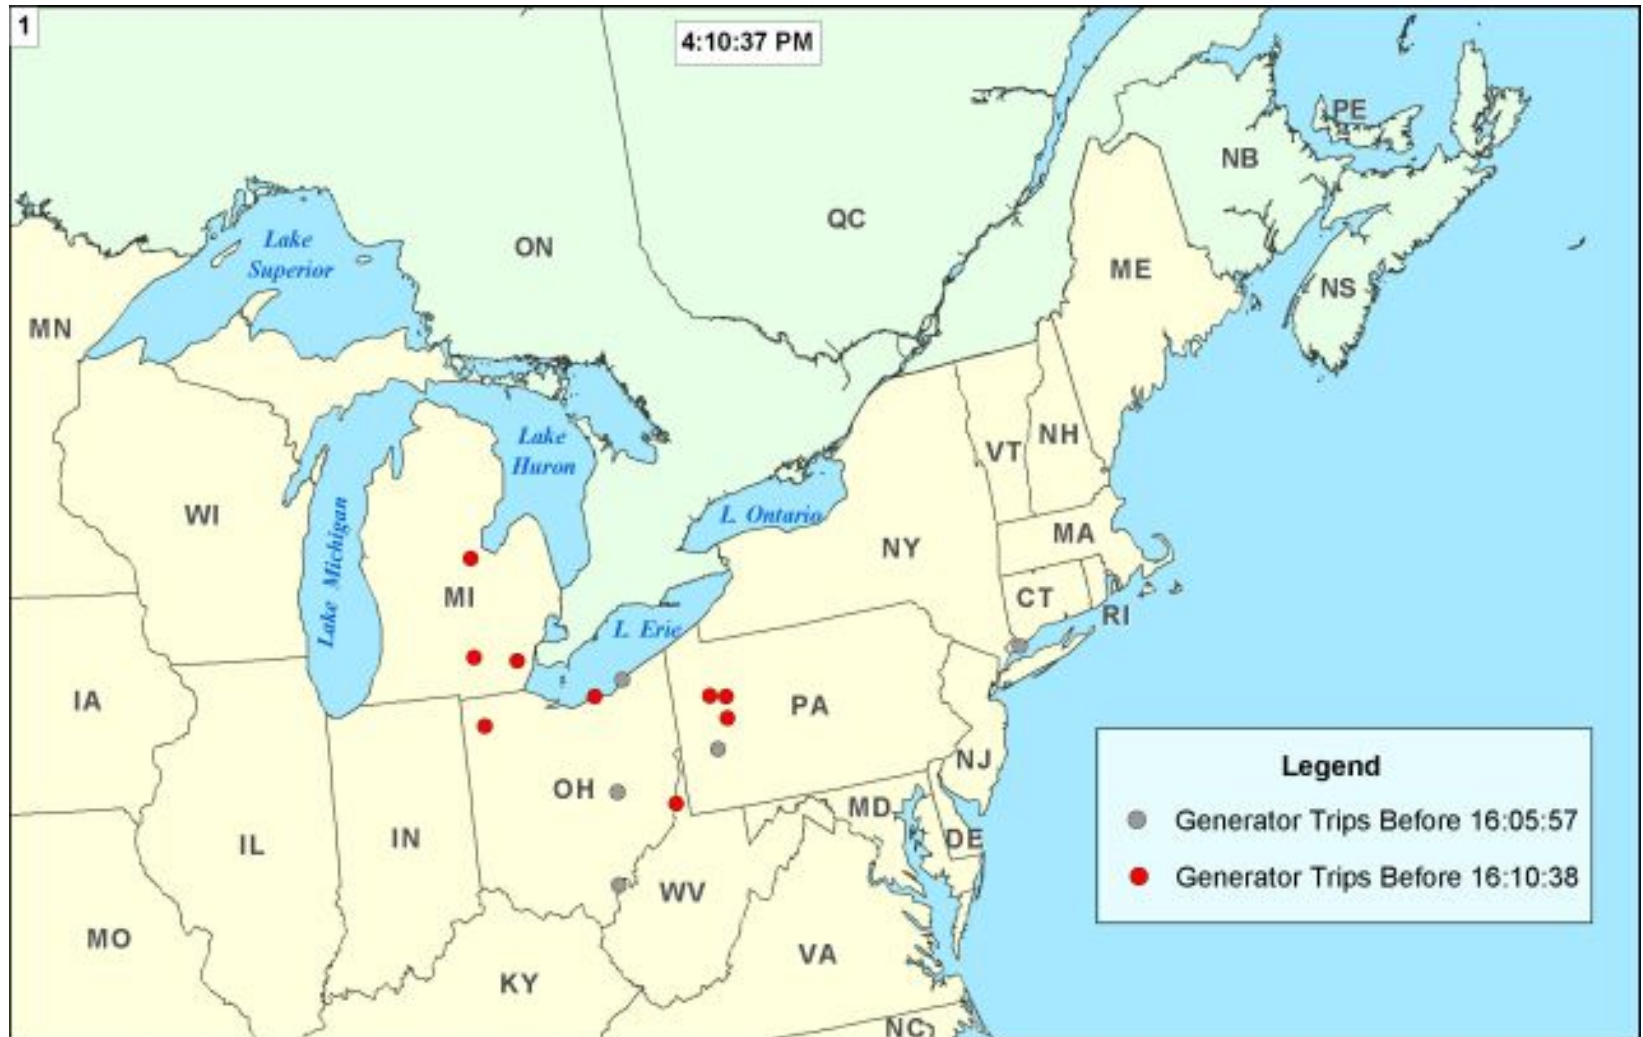 1
4:10:37 PM
PE
NB
QC
ON
Lake
Superior
ME
NS
MN
Lake
Huron
VT
NH
WI
L. Ontario
MA
NY
Lake Michigan
MI
CT
RI
L. Erie
IA
PA
NJ
Legend
OH
MD
Generator Trips Before 16:05:57
IL
IN
DE
Generator Trips Before 16:10:38
WV
MO
VA
KY
NC